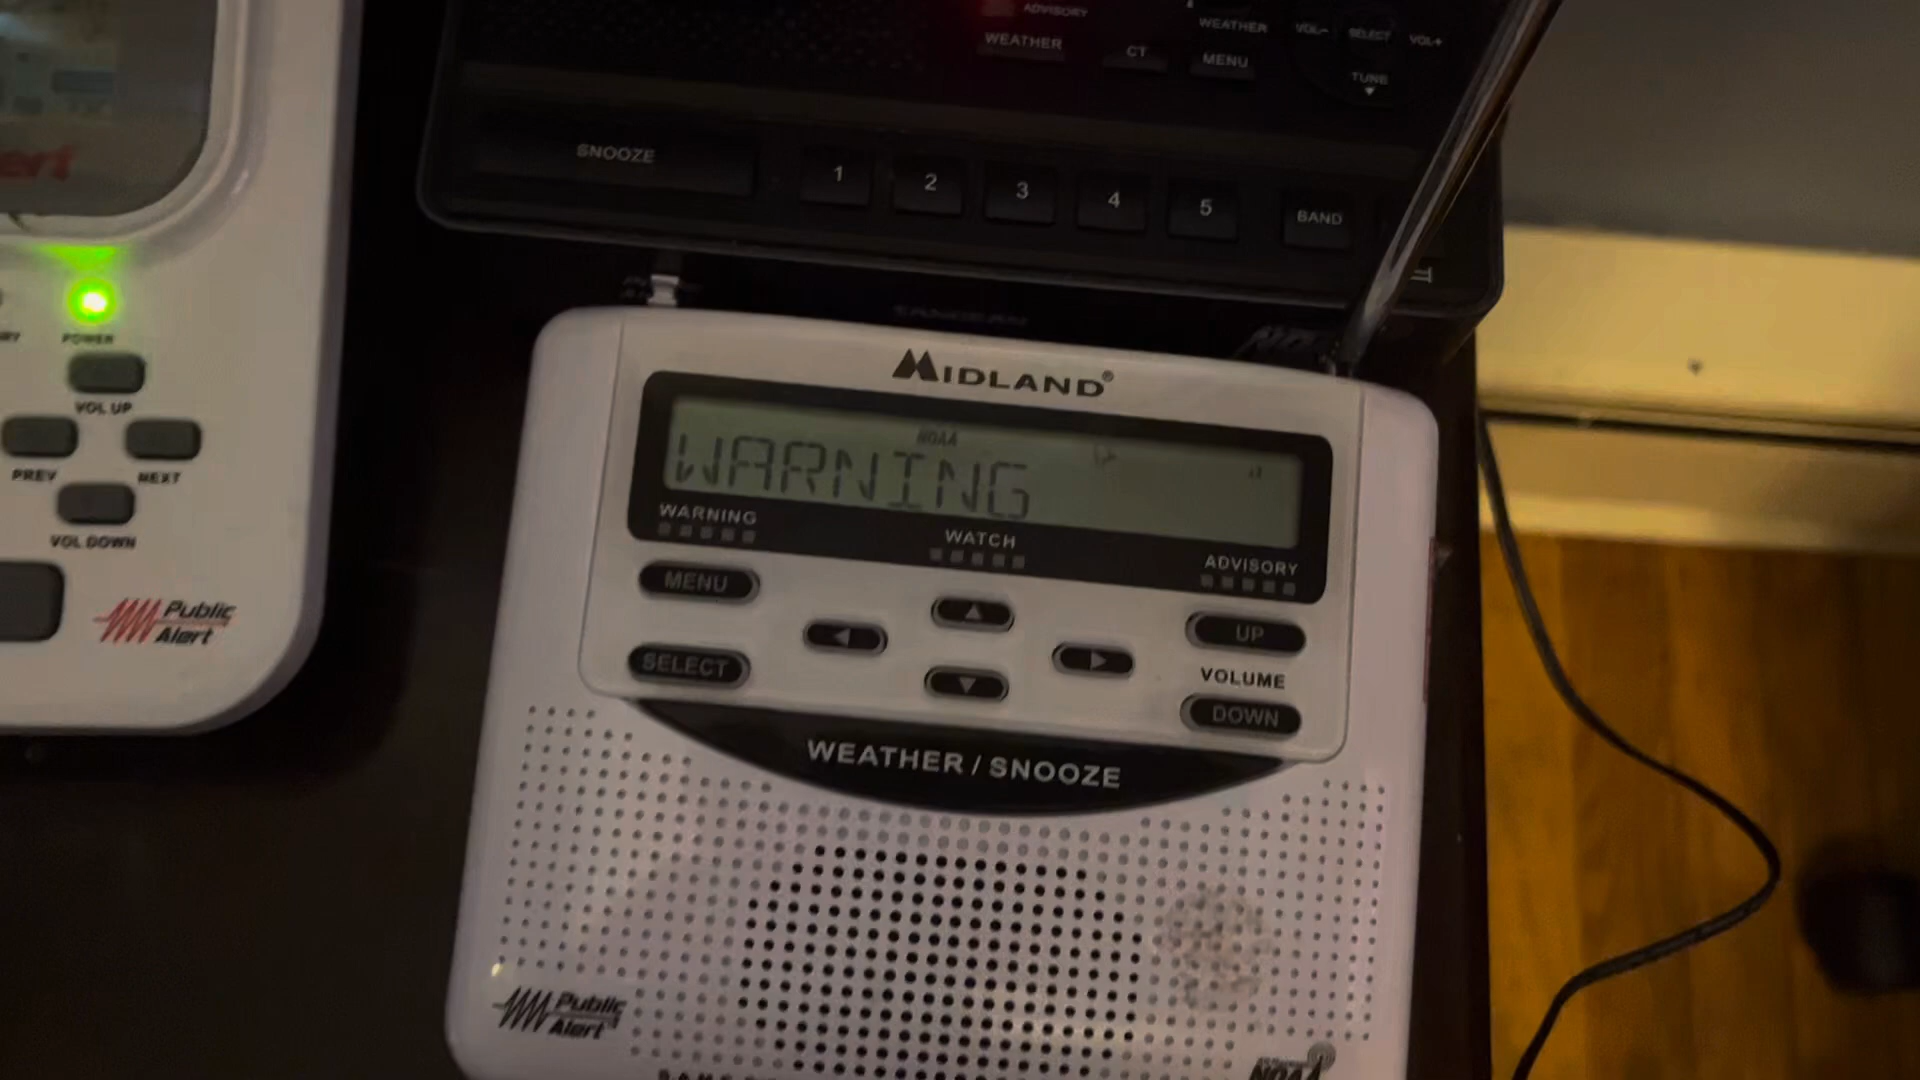 ADVISORY
WEATHER
CT
WEATHER
MENU
VOL-
SELECT
VOL+
TUNE
SNOOZE
1
2
3
4
5
BAND
SANGEAN
POWER
VOL UP
PREV
NEXT
VOL DOWN
Public
Alert
MIDLAND®
NOAA
WARNING
WARNING
WATCH
ADVISORY
MENU
SELECT
UP
VOLUME
DOWN
WEATHER / SNOOZE
Public
Alert
NOAA